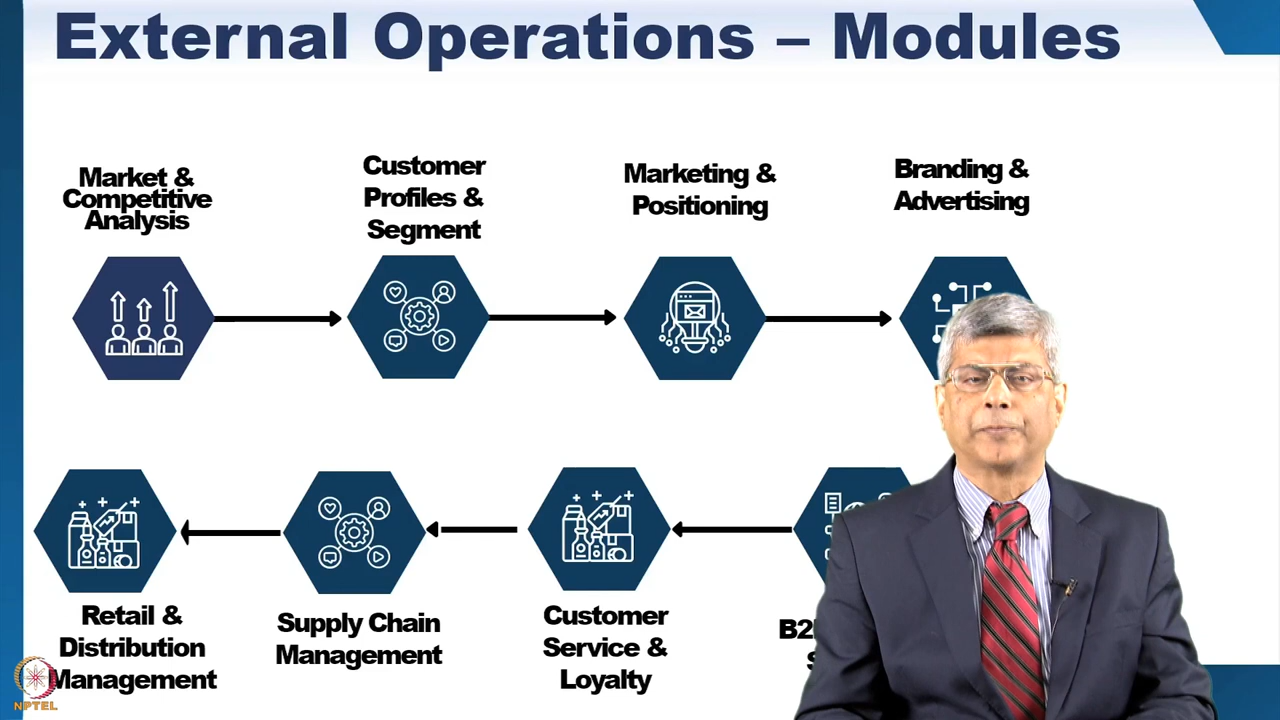 External Operations – Modules
Market &
Competitive
Analysis
Customer
Profiles &
Segment
Marketing &
Positioning
Branding &
Advertising
Retail &
Distribution
Management
Supply Chain
Management
Customer
Service &
Loyalty
NPTEL